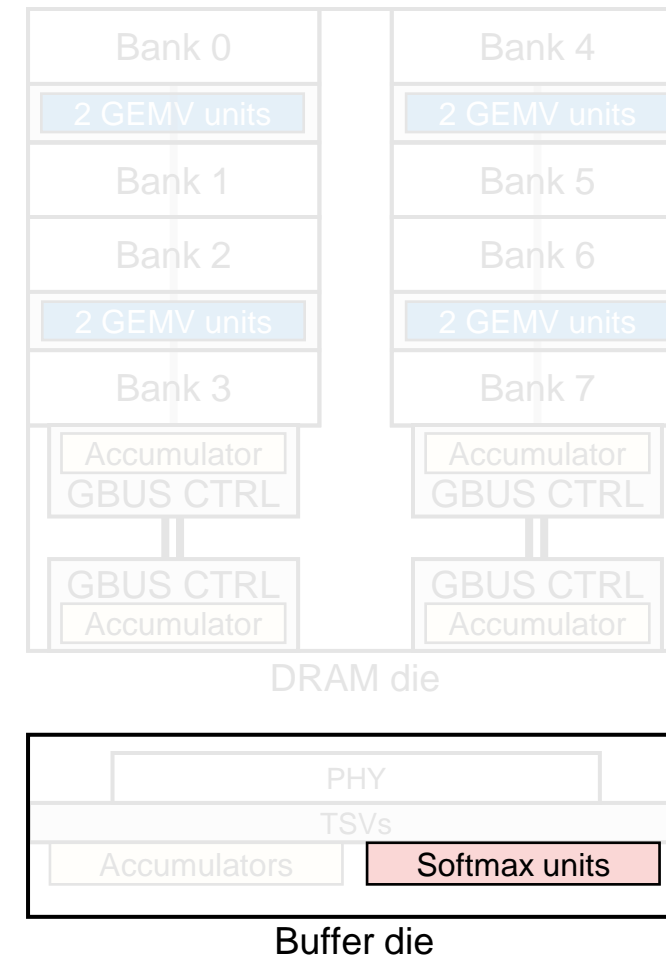 Bank 0
2 GEMV units
Bank 1
Bank 2
2 GEMV units
Bank 3
Accumulator
GBUS CTRL
GBUS CTRL
Accumulator
Bank 4
2 GEMV units
Bank 5
Bank 6
2 GEMV units
Bank 7
Accumulator
GBUS CTRL
GBUS CTRL
Accumulator
DRAM die
PHY
TSVs
Accumulators
Softmax units
Buffer die